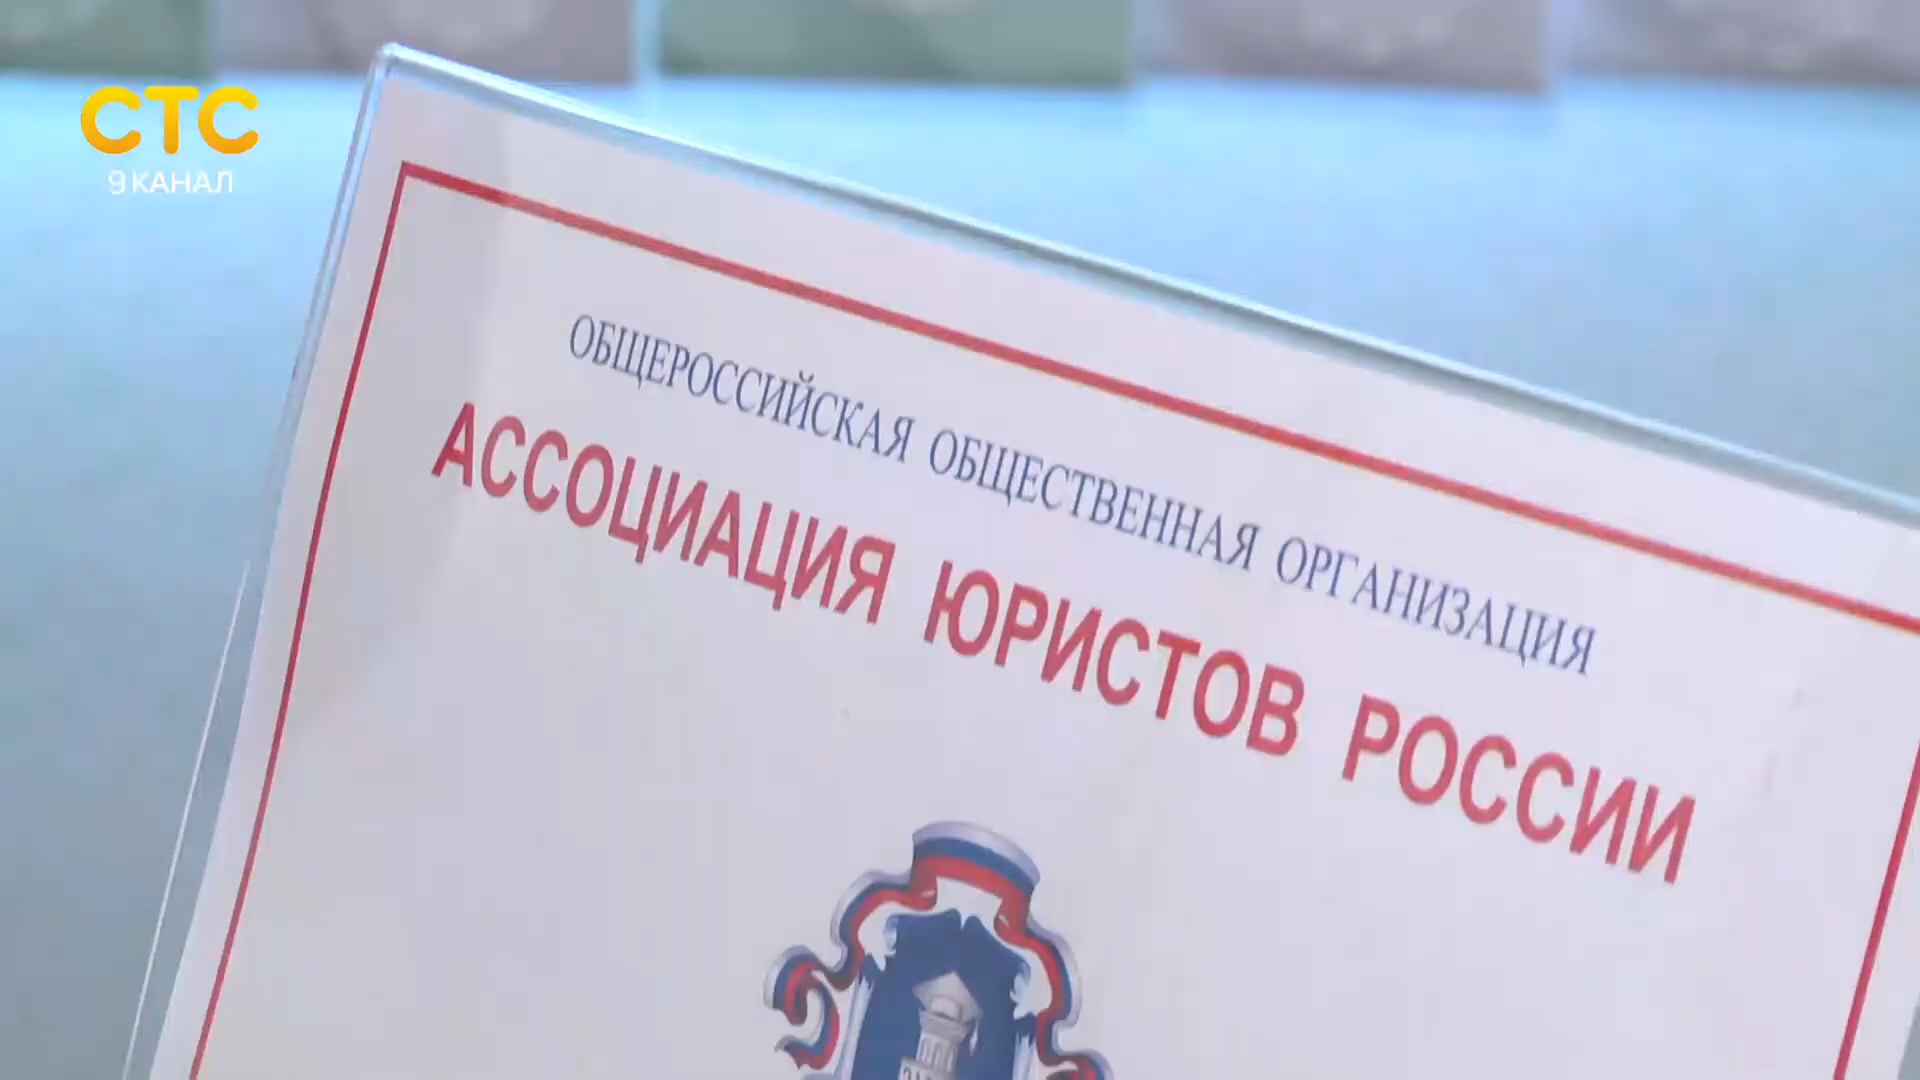 СТС
9 КАНАЛ
ОБЩЕРОССИЙСКАЯ ОБЩЕСТВЕННАЯ ОРГАНИЗАЦИЯ
АССОЦИАЦИЯ ЮРИСТОВ РОССИИ